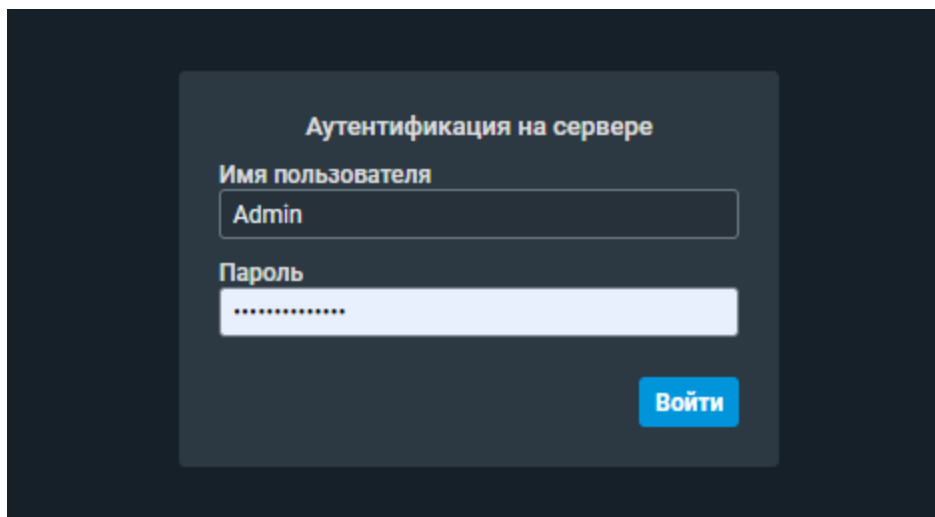 Аутентификация на сервере
Имя пользователя
Admin
Пароль
••••••••••••••
Войти